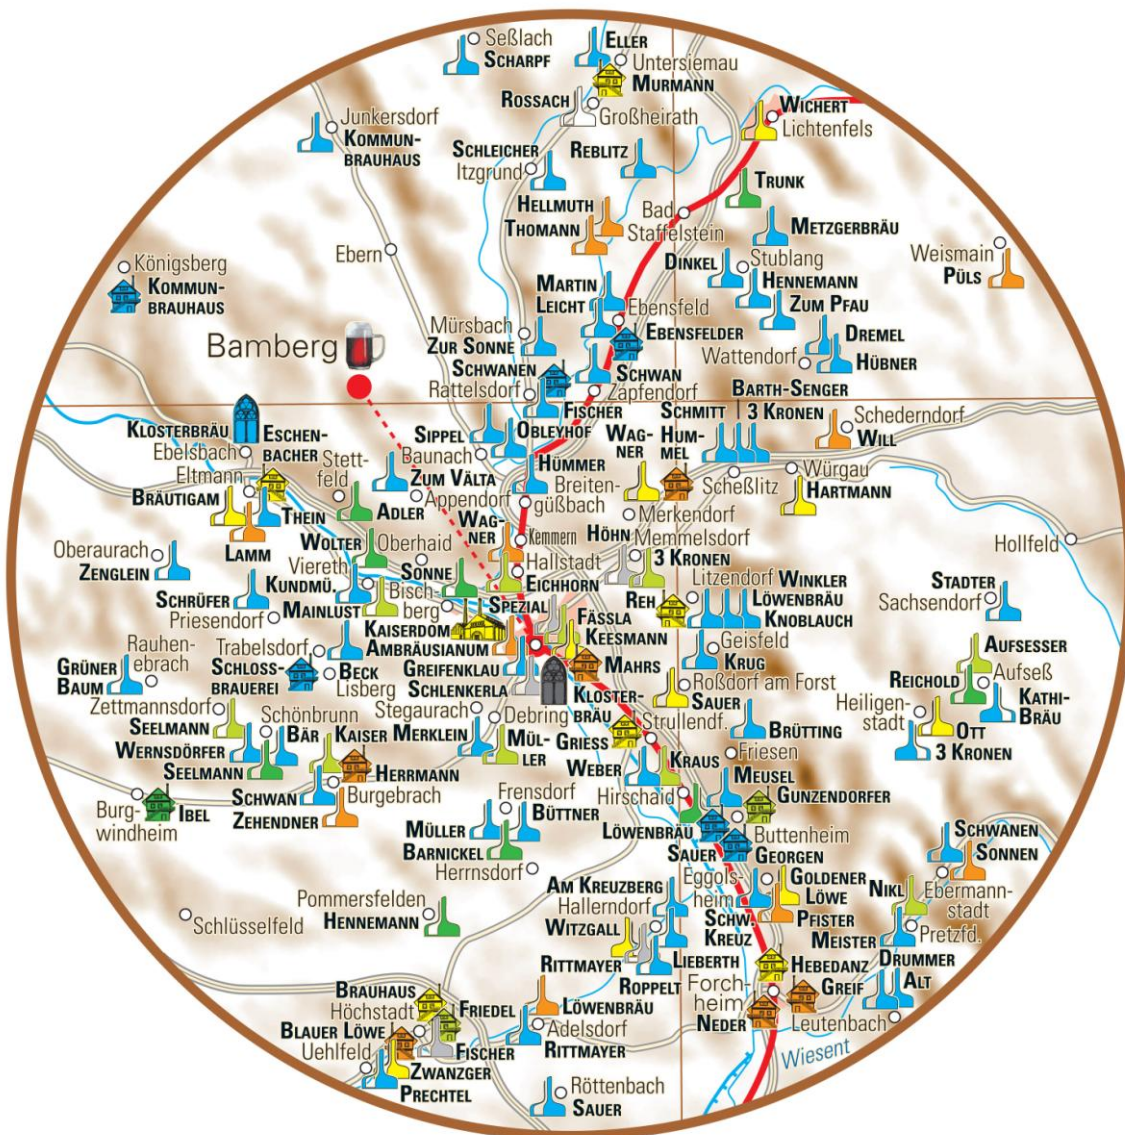 Seßlach
SCHARPF
ELLER
Untersiemau
MURMANN
ROSSACH
Großheirath
WICHERT
Lichtenfels
Junkersdorf
KOMMUN-
BRAUHAUS
SCHLEICHER
Itzgrund
REBLITZ
TRUNK
HELLMUTH
THOMANN
Bad
Staffelstein
METZGERBRÄU
Ebern
Weismain
PÜLS
Königsberg
KOMMUN-
BRAUHAUS
DINKEL
Stublang
HENNEMANN
ZUM PFAU
MARTIN
LEICHT
Ebensfeld
EBENSFELDER
DREMEL
Wattendorf
HÜBNER
Bamberg
Mürsbach
ZUR SONNE
SCHWANEN
Rattelsdorf
SCHWAN
Zapfendorf
BARTH-SENGER
FISCHER
SCHMITT
3 KRONEN
Schederndorf
WILL
KLOSTERBRÄU
ESCHEN-
BACHER
Ebelsbach
Eltmann
BRÄUTIGAM
THEIN
LAMM
Stett-
feld
ADLER
SIPPEL
Baunach
OBLEYHOF
ZUM VÄLTA
Appendorf
HÜMMER
Breiten-
güßbach
WAG-
NER
HUM-
MEL
Scheßlitz
Würgau
HARTMANN
Merkendorf
Hollfeld
WAG-
NER
Kemmern
HÖHN
Memmelsdorf
3 KRONEN
WOLTER
Oberhaid
Hallstadt
EICHHORN
Oberaurach
ZENGLEIN
Viereth
KUNDMÜ.
MAINLUST
SONNE
Bisch-
berg
Litzendorf
WINKLER
LÖWENBRÄU
KNOBLAUCH
REH
STADTER
Sachsendorf
SCHRÜFER
Priesendorf
SPEZIAL
FÄSSLA
KEESMANN
Geisfeld
KRUG
KAISERDOM
AMBRÄUSIANUM
GREIFENKLAU
SCHLENKERLA
MAHRS
KLOSTER-
BRÄU
Trabelsdorf
SCHLOSS-
BRAUEREI
BECK
Lisberg
Rauhen-
ebrach
GRÜNER
BAUM
AUFSESSER
REICHOLD
Aufseß
KATHI-
BRÄU
Roßdorf am Forst
SAUER
Stegaurach
Zettmannsdorf
SEELMANN
Schönbrunn
WERNSDÖRFER
BÄR
KAISER
SEELMANN
HERRMANN
MERKLEIN
Debring
MÜL-
LER
GRIESS
Strullendf.
BRÜTTING
Heiligen-
stadt
OTT
3 KRONEN
WEBER
KRAUS
Friesen
Burg-
windheim
IBEL
SCHWAN
Burgebrach
ZEHENDNER
Frensdorf
BÜTTNER
MÜLLER
BARNICKEL
Herrnsdorf
Hirschaid
MEUSEL
GUNZENDORFER
LÖWENBRÄU
Buttenheim
SAUER
GEORGEN
SCHWANEN
SONNEN
Ebermann-
stadt
Eggols-
heim
GOLDENER
LÖWE
PFISTER
NIKL
Pretzfd.
MEISTER
AM KREUZBERG
Hallerndorf
SCHW.
KREUZ
WITZGALL
RITTMAYER
LIEBERTH
ROPPELT
Schlüsselfeld
Pommersfelden
HENNEMANN
DRUMMER
ALT
HEBEDANZ
Forch-
heim
GREIF
NEDER
Leutenbach
BRAUHAUS
Höchstadt
FRIEDEL
LÖWENBRÄU
Adelsdorf
RITTMAYER
BLAUER LÖWE
Uehlfeld
FISCHER
ZWANZGER
PRECHTEL
Röttenbach
SAUER
Wiesent